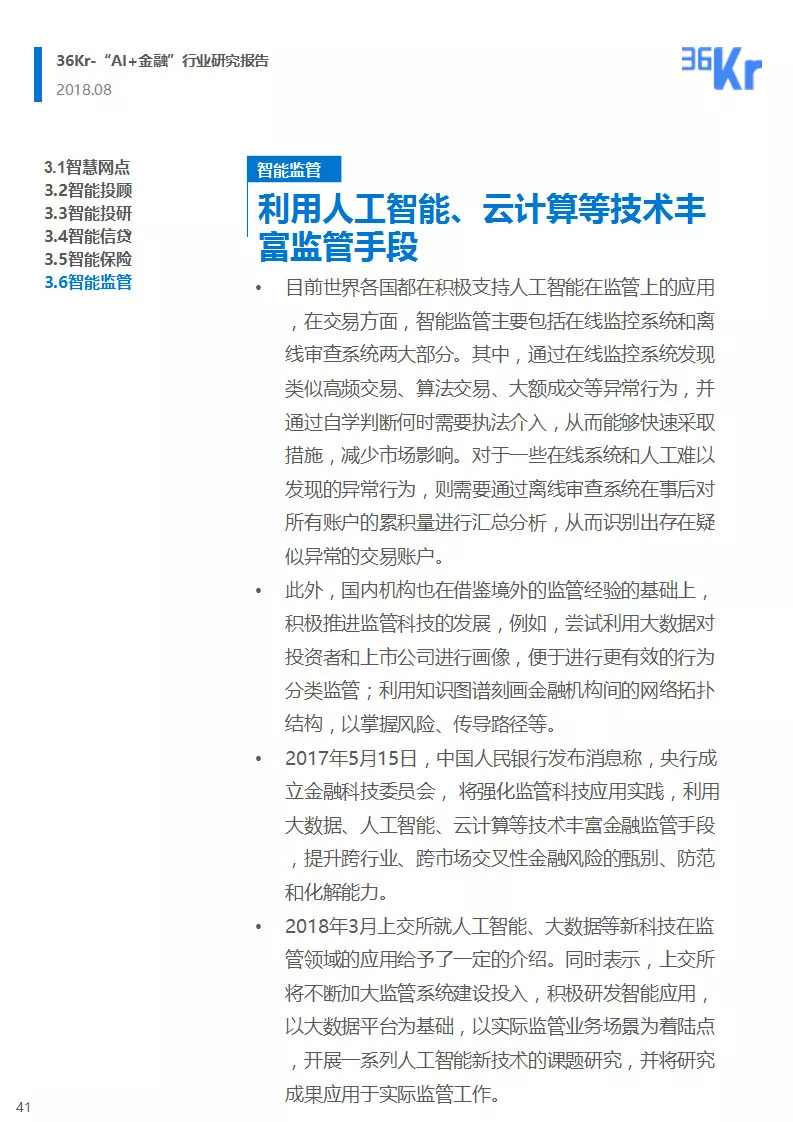 36Kr-“AI+金融”行业研究报告
2018.08
36Kr
3.1智慧网点
3.2智能投顾
3.3智能投研
3.4智能信贷
3.5智能保险
3.6智能监管
智能监管
利用人工智能、云计算等技术丰
富监管手段
• 目前世界各国都在积极支持人工智能在监管上的应用
，在交易方面，智能监管主要包括在线监控系统和离
线审查系统两大部分。其中，通过在线监控系统发现
类似高频交易、算法交易、大额成交等异常行为，并
通过自学判断何时需要执法介入，从而能够快速采取
措施，减少市场影响。对于一些在线系统和人工难以
发现的异常行为，则需要通过离线审查系统在事后对
所有账户的累积量进行汇总分析，从而识别出存在疑
似异常的交易账户。
• 此外，国内机构也在借鉴境外的监管经验的基础上，
积极推进监管科技的发展，例如，尝试利用大数据对
投资者和上市公司进行画像，便于进行更有效的行为
分类监管；利用知识图谱刻画金融机构间的网络拓扑
结构，以掌握风险、传导路径等。
• 2017年5月15日，中国人民银行发布消息称，央行成
立金融科技委员会， 将强化监管科技应用实践，利用
大数据、人工智能、云计算等技术丰富金融监管手段
，提升跨行业、跨市场交叉性金融风险的甄别、防范
和化解能力。
• 2018年3月上交所就人工智能、大数据等新科技在监
管领域的应用给予了一定的介绍。同时表示，上交所
将不断加大监管系统建设投入，积极研发智能应用，
以大数据平台为基础，以实际监管业务场景为着陆点
，开展一系列人工智能新技术的课题研究，并将研究
成果应用于实际监管工作。
41